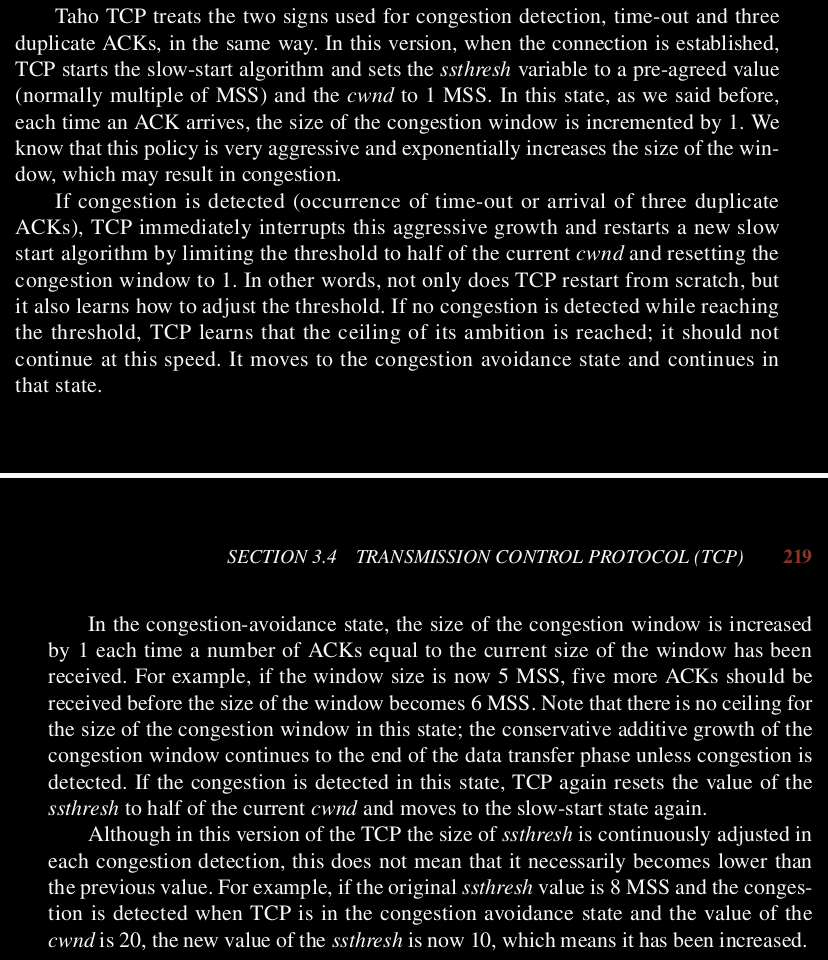 Taho TCP treats the two signs used for congestion detection, time-out and three
duplicate ACKs, in the same way. In this version, when the connection is established,
TCP starts the slow-start algorithm and sets the ssthresh variable to a pre-agreed value
(normally multiple of MSS) and the cwnd to 1 MSS. In this state, as we said before,
each time an ACK arrives, the size of the congestion window is incremented by 1. We
know that this policy is very aggressive and exponentially increases the size of the win-
dow, which may result in congestion.
If congestion is detected (occurrence of time-out or arrival of three duplicate
ACKs), TCP immediately interrupts this aggressive growth and restarts a new slow
start algorithm by limiting the threshold to half of the current cwnd and resetting the
congestion window to 1. In other words, not only does TCP restart from scratch, but
it also learns how to adjust the threshold. If no congestion is detected while reaching
the threshold, TCP learns that the ceiling of its ambition is reached; it should not
continue at this speed. It moves to the congestion avoidance state and continues in
that state.
SECTION 3.4 TRANSMISSION CONTROL PROTOCOL (TCP) 219
In the congestion-avoidance state, the size of the congestion window is increased
by 1 each time a number of ACKs equal to the current size of the window has been
received. For example, if the window size is now 5 MSS, five more ACKs should be
received before the size of the window becomes 6 MSS. Note that there is no ceiling for
the size of the congestion window in this state; the conservative additive growth of the
congestion window continues to the end of the data transfer phase unless congestion is
detected. If the congestion is detected in this state, TCP again resets the value of the
ssthresh to half of the current cwnd and moves to the slow-start state again.
Although in this version of the TCP the size of ssthresh is continuously adjusted in
each congestion detection, this does not mean that it necessarily becomes lower than
the previous value. For example, if the original ssthresh value is 8 MSS and the conges-
tion is detected when TCP is in the congestion avoidance state and the value of the
cwnd is 20, the new value of the ssthresh is now 10, which means it has been increased.